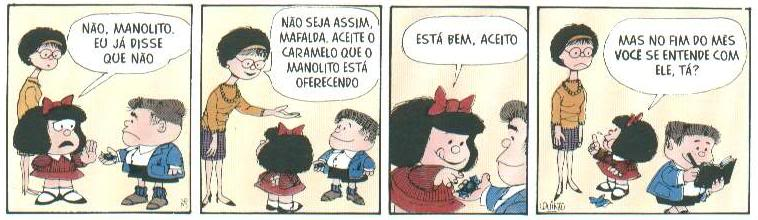 NÃO, MANOLITO.
EU JÁ DISSE
QUE NÃO
NÃO SEJA ASSIM,
MAFALDA. ACEITE O
CARAMELO QUE O
MANOLITO ESTÁ
OFERECENDO
ESTÁ BEM, ACEITO
MAS NO FIM DO MÊS
VOCÊ SE ENTENDE COM
ELE, TÁ?